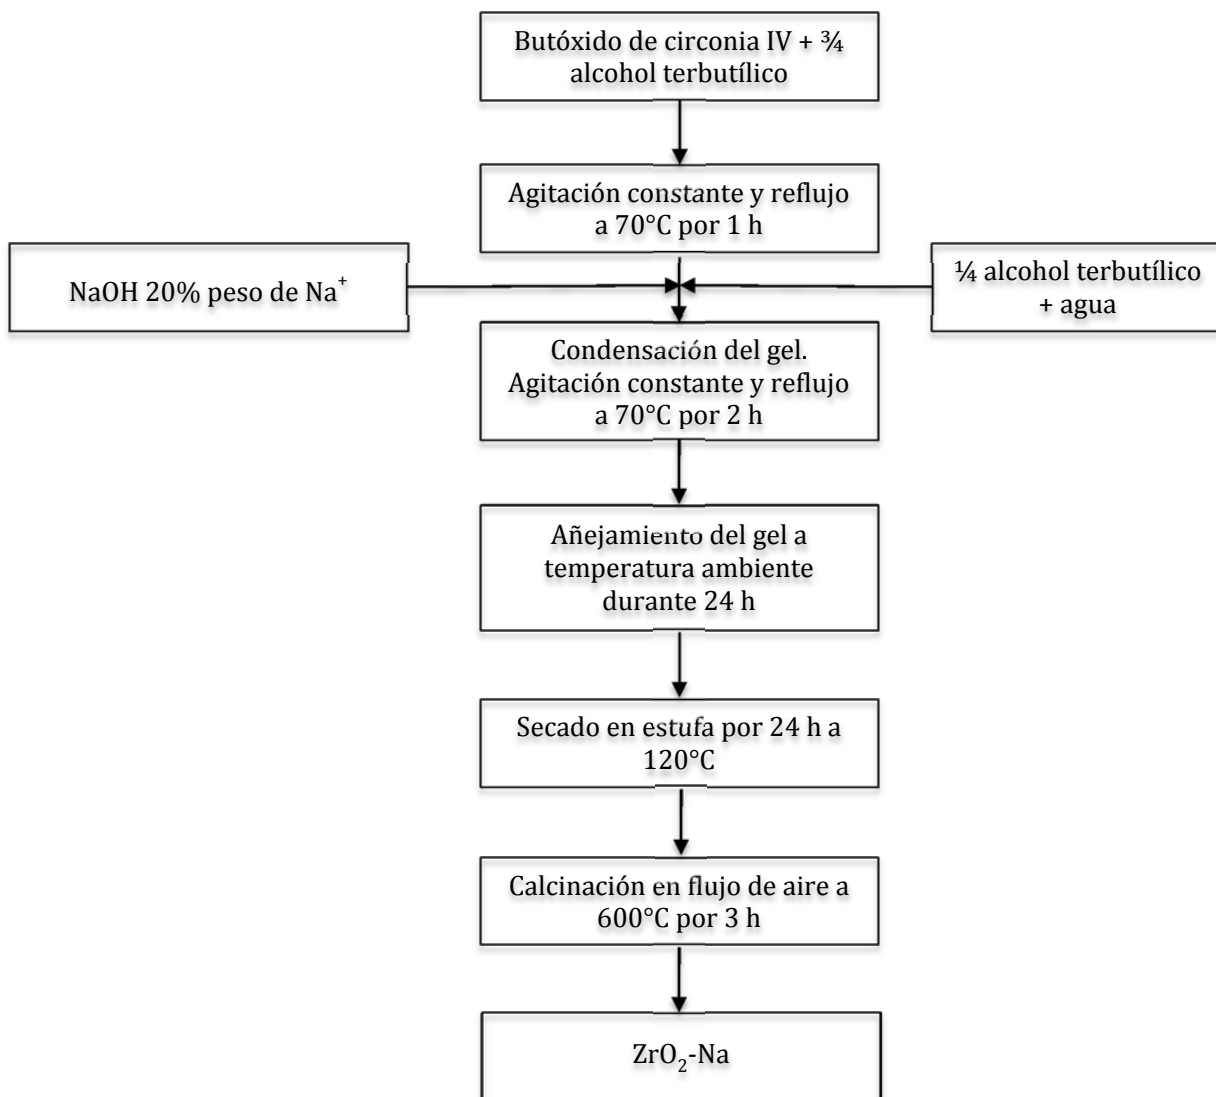 Butóxido de circonia IV + ¾
alcohol terbutílico
Agitación constante y reflujo
a 70°C por 1 h
NaOH 20% peso de Na⁺
¼ alcohol terbutílico
+ agua
Condensación del gel.
Agitación constante y reflujo
a 70°C por 2 h
Añejamiento del gel a
temperatura ambiente
durante 24 h
Secado en estufa por 24 h a
120°C
Calcinación en flujo de aire a
600°C por 3 h
ZrO₂-Na